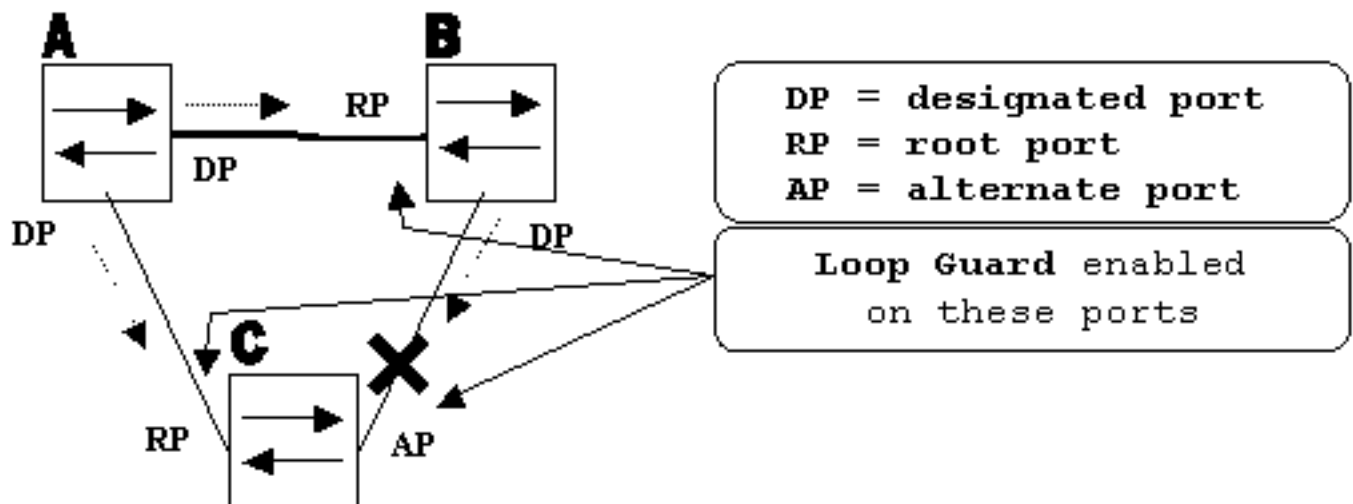 A
B
RP
DP
DP
DP
C
RP
AP
DP = designated port
RP = root port
AP = alternate port
Loop Guard enabled
on these ports